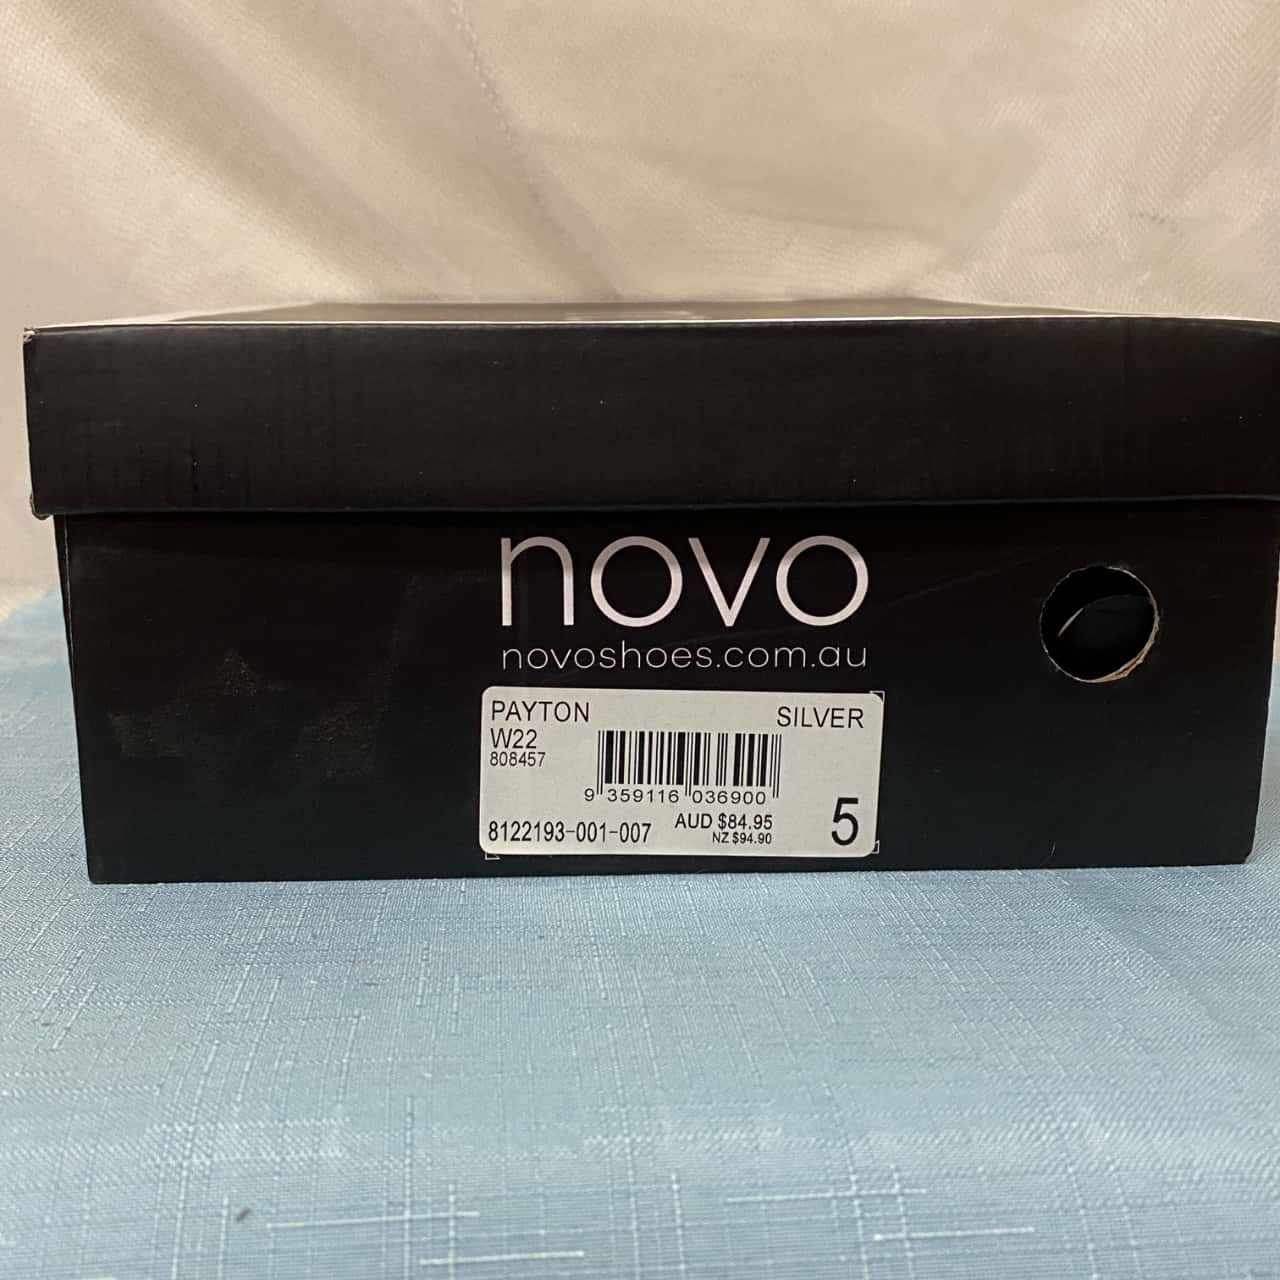 novo
novoshoes.com.au
PAYTON SILVER
W22
808457
9 359116 036900
8122193-001-007 AUD $84.95
NZ $94.90
5